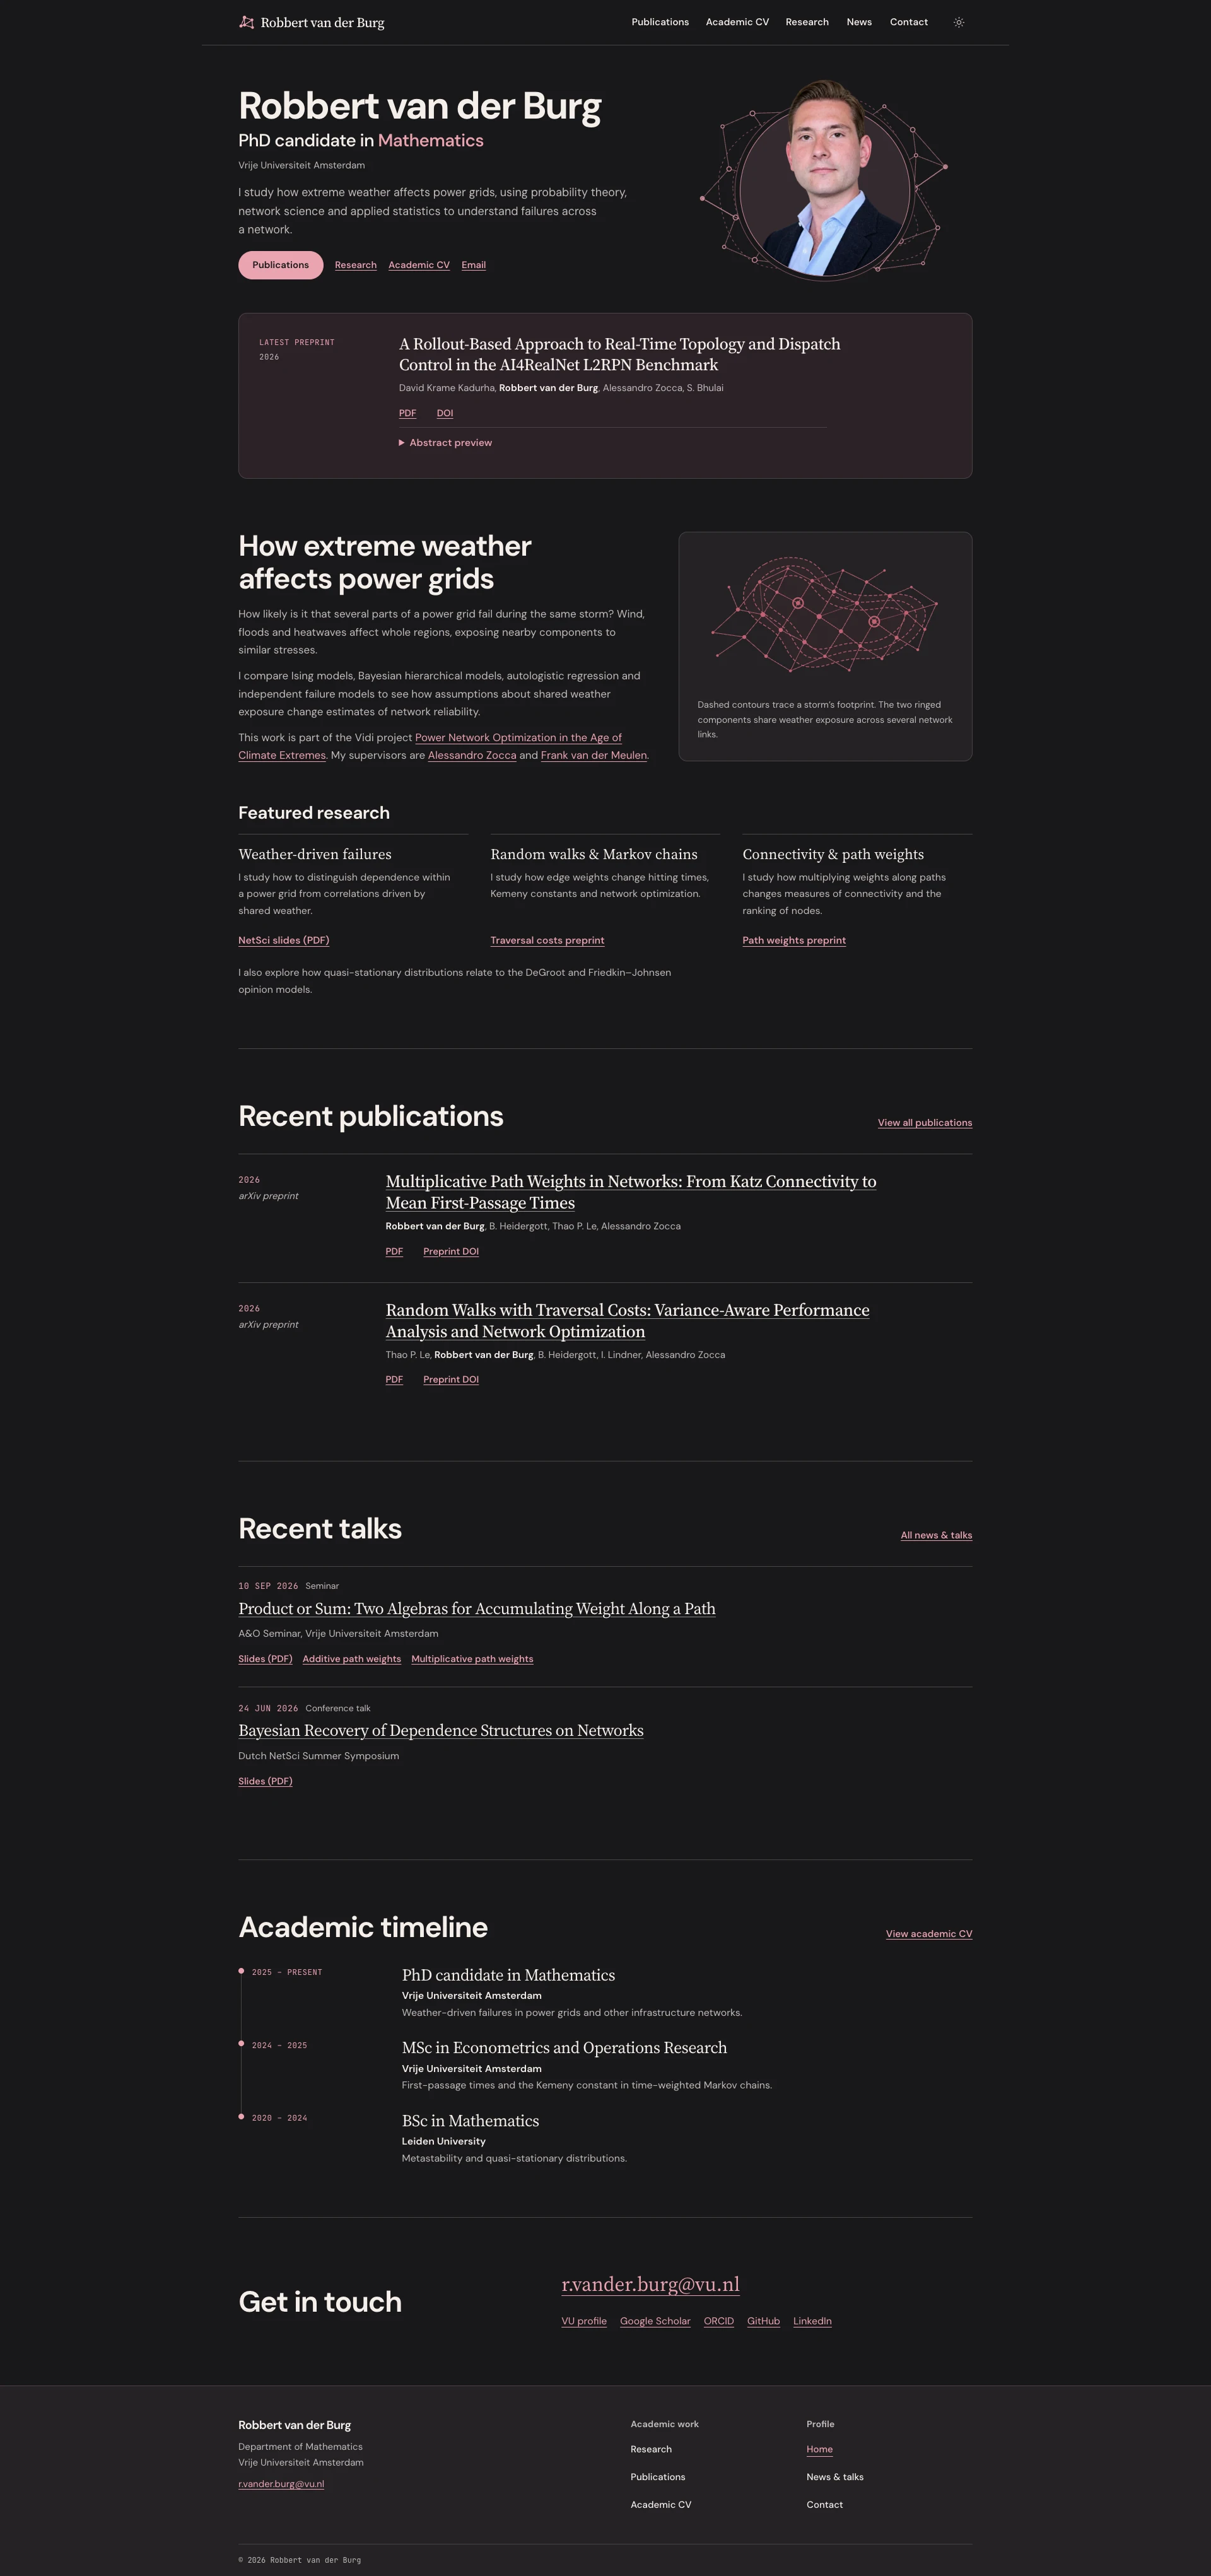 Robbert van der Burg
Publications Academic CV Research News Contact
Robbert van der Burg
PhD candidate in Mathematics
Vrije Universiteit Amsterdam
I study how extreme weather affects power grids, using probability theory,
network science and applied statistics to understand failures across
a network.
Publications Research Academic CV Email
LATEST PREPRINT
2026
A Rollout-Based Approach to Real-Time Topology and Dispatch
Control in the AI4RealNet L2RPN Benchmark
David Krame Kadurha, Robbert van der Burg, Alessandro Zocca, S. Bhulai
PDF DOI
▶ Abstract preview
How extreme weather
affects power grids
How likely is it that several parts of a power grid fail during the same storm? Wind,
floods and heatwaves affect whole regions, exposing nearby components to
similar stresses.
I compare Ising models, Bayesian hierarchical models, autologistic regression and
independent failure models to see how assumptions about shared weather
exposure change estimates of network reliability.
This work is part of the Vidi project Power Network Optimization in the Age of
Climate Extremes. My supervisors are Alessandro Zocca and Frank van der Meulen.
Dashed contours trace a storm's footprint. The two ringed
components share weather exposure across several network
links.
Featured research
Weather-driven failures
I study how to distinguish dependence within
a power grid from correlations driven by
shared weather.
NetSci slides (PDF)
Random walks & Markov chains
I study how edge weights change hitting times,
Kemeny constants and network optimization.
Traversal costs preprint
Connectivity & path weights
I study how multiplying weights along paths
changes measures of connectivity and the
ranking of nodes.
Path weights preprint
I also explore how quasi-stationary distributions relate to the DeGroot and Friedkin–Johnsen
opinion models.
Recent publications
View all publications
2026
arXiv preprint
Multiplicative Path Weights in Networks: From Katz Connectivity to
Mean First-Passage Times
Robbert van der Burg, B. Heidergott, Thao P. Le, Alessandro Zocca
PDF Preprint DOI
2026
arXiv preprint
Random Walks with Traversal Costs: Variance-Aware Performance
Analysis and Network Optimization
Thao P. Le, Robbert van der Burg, B. Heidergott, I. Lindner, Alessandro Zocca
PDF Preprint DOI
Recent talks
All news & talks
10 SEP 2026 Seminar
Product or Sum: Two Algebras for Accumulating Weight Along a Path
A&O Seminar, Vrije Universiteit Amsterdam
Slides (PDF) Additive path weights Multiplicative path weights
24 JUN 2026 Conference talk
Bayesian Recovery of Dependence Structures on Networks
Dutch NetSci Summer Symposium
Slides (PDF)
Academic timeline
View academic CV
2025 – PRESENT
PhD candidate in Mathematics
Vrije Universiteit Amsterdam
Weather-driven failures in power grids and other infrastructure networks.
2024 – 2025
MSc in Econometrics and Operations Research
Vrije Universiteit Amsterdam
First-passage times and the Kemeny constant in time-weighted Markov chains.
2020 – 2024
BSc in Mathematics
Leiden University
Metastability and quasi-stationary distributions.
Get in touch
r.vander.burg@vu.nl
VU profile Google Scholar ORCID GitHub LinkedIn
Robbert van der Burg
Department of Mathematics
Vrije Universiteit Amsterdam
r.vander.burg@vu.nl
Academic work
Research
Publications
Academic CV
Profile
Home
News & talks
Contact
© 2026 Robbert van der Burg